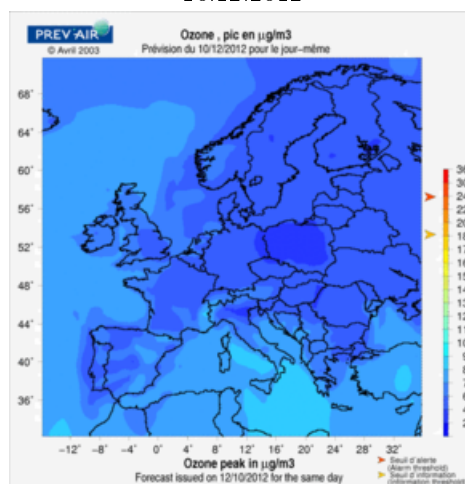 PREV'AIR
© Avril 2003
Ozone , pic en µg/m3
Prévision du 10/12/2012 pour le jour-même
68°
64°
60°
56°
52°
48°
44°
40°
36°
-12° -8° -4° 0° 4° 8° 12° 16° 20° 24° 28° 32°
Ozone peak in µg/m3
Forecast issued on 12/10/2012 for the same day
Seuil d'alerte
(Alarm threshold)
Seuil d'information
(Information threshold)